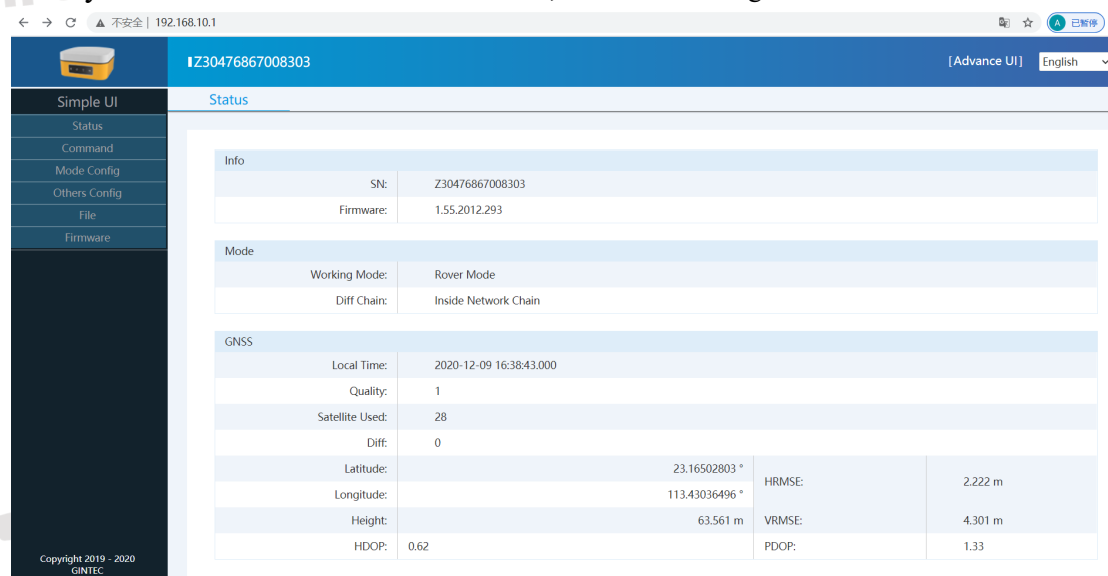 不安全 | 192.168.10.1
A 已暂停
Z30476867008303
[Advance UI] English
Simple UI
Status
Command
Mode Config
Others Config
File
Firmware
Copyright 2019 - 2020
GINTEC
Status
Info
SN: Z30476867008303
Firmware: 1.55.2012.293
Mode
Working Mode: Rover Mode
Diff Chain: Inside Network Chain
GNSS
Local Time: 2020-12-09 16:38:43.000
Quality: 1
Satellite Used: 28
Diff: 0
Latitude: 23.16502803 °
Longitude: 113.43036496 °
HRMSE: 2.222 m
Height: 63.561 m VRMSE: 4.301 m
HDOP: 0.62 PDOP: 1.33